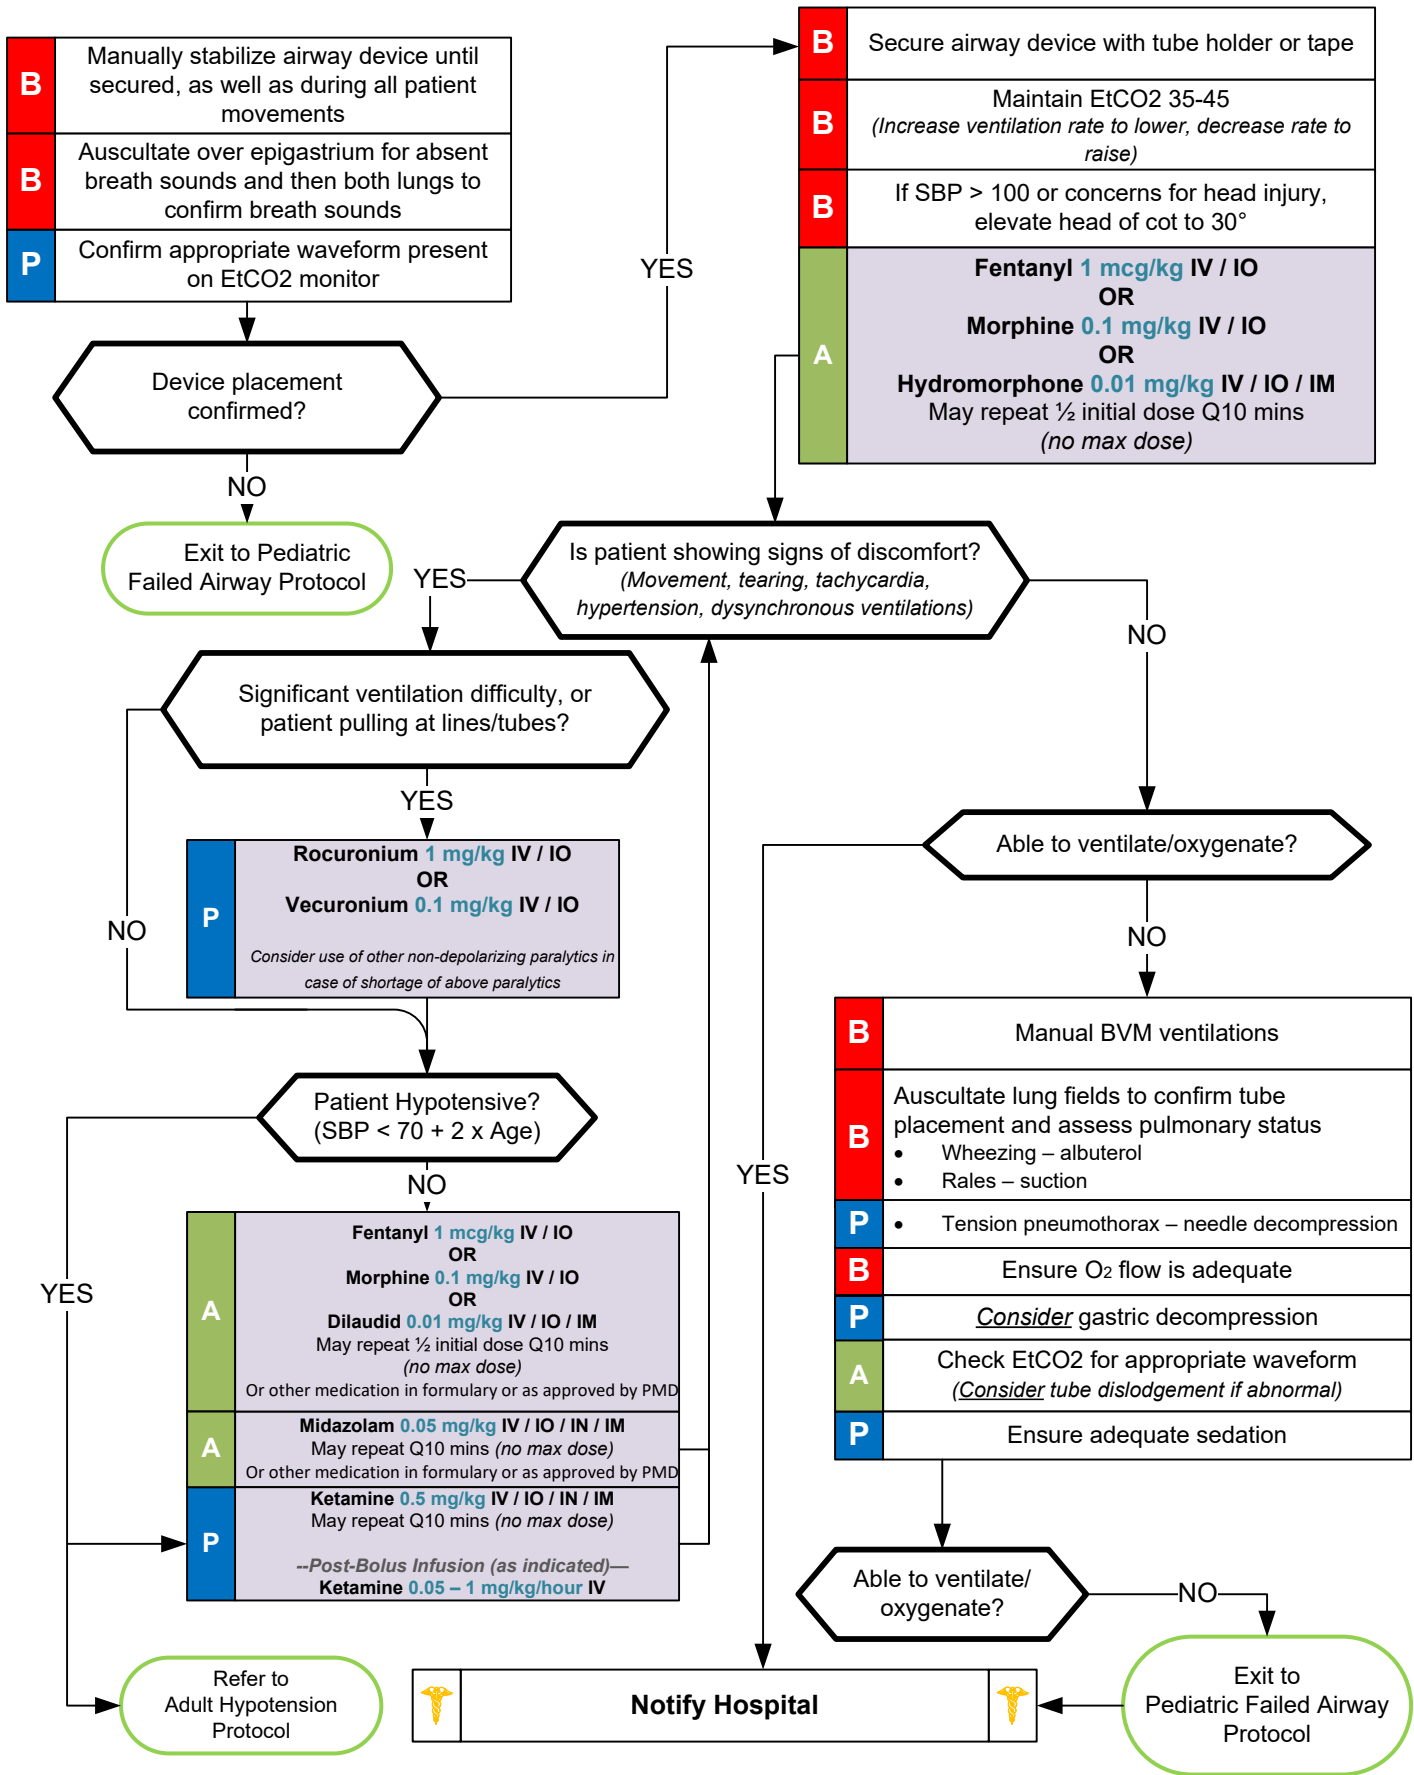 B
Manually stabilize airway device until
secured, as well as during all patient
movements
B
Auscultate over epigastrium for absent
breath sounds and then both lungs to
confirm breath sounds
P
Confirm appropriate waveform present
on EtCO2 monitor
Device placement
confirmed?
YES
NO
Exit to Pediatric
Failed Airway Protocol
B
Secure airway device with tube holder or tape
B
Maintain EtCO2 35-45
(Increase ventilation rate to lower, decrease rate to
raise)
B
If SBP > 100 or concerns for head injury,
elevate head of cot to 30°
A
Fentanyl 1 mcg/kg IV / IO
OR
Morphine 0.1 mg/kg IV / IO
OR
Hydromorphone 0.01 mg/kg IV / IO / IM
May repeat ½ initial dose Q10 mins
(no max dose)
Is patient showing signs of discomfort?
(Movement, tearing, tachycardia,
hypertension, dysynchronous ventilations)
YES
NO
Significant ventilation difficulty, or
patient pulling at lines/tubes?
YES
NO
P
Rocuronium 1 mg/kg IV / IO
OR
Vecuronium 0.1 mg/kg IV / IO
Consider use of other non-depolarizing paralytics in
case of shortage of above paralytics
Patient Hypotensive?
(SBP < 70 + 2 x Age)
NO
YES
A
Fentanyl 1 mcg/kg IV / IO
OR
Morphine 0.1 mg/kg IV / IO
OR
Dilaudid 0.01 mg/kg IV / IO / IM
May repeat ½ initial dose Q10 mins
(no max dose)
Or other medication in formulary or as approved by PMD
A
Midazolam 0.05 mg/kg IV / IO / IN / IM
May repeat Q10 mins (no max dose)
Or other medication in formulary or as approved by PMD
P
Ketamine 0.5 mg/kg IV / IO / IN / IM
May repeat Q10 mins (no max dose)
--Post-Bolus Infusion (as indicated)—
Ketamine 0.05 – 1 mg/kg/hour IV
Refer to
Adult Hypotension
Protocol
Able to ventilate/oxygenate?
YES
NO
B
Manual BVM ventilations
B
Auscultate lung fields to confirm tube
placement and assess pulmonary status
• Wheezing – albuterol
• Rales – suction
P
• Tension pneumothorax – needle decompression
B
Ensure O2 flow is adequate
P
Consider gastric decompression
A
Check EtCO2 for appropriate waveform
(Consider tube dislodgement if abnormal)
P
Ensure adequate sedation
Able to ventilate/
oxygenate?
NO
Exit to
Pediatric Failed Airway
Protocol
Notify Hospital